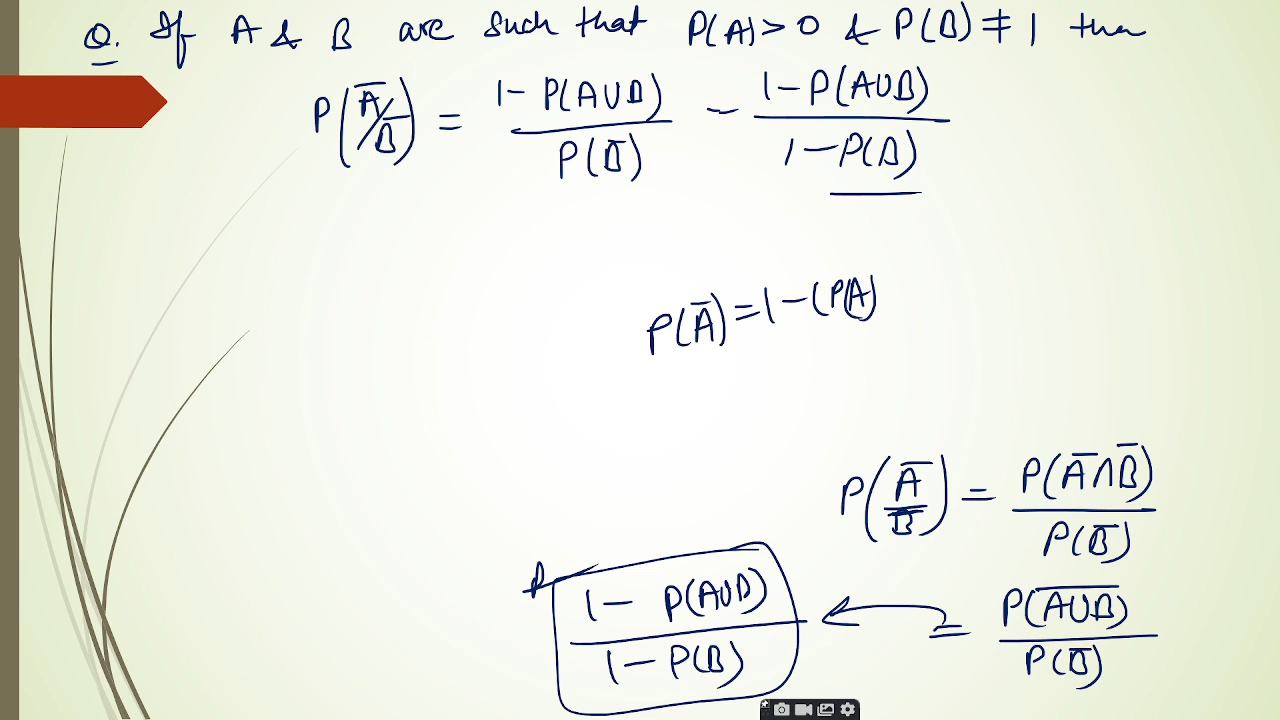 Q. If A & B are such that P(A) > 0 & P(B) ≠ 1 then
P(A̅/B̅) = (1 - P(A∪B))/P(B̅) - (1 - P(A∪B))/(1 - P(B))
P(A̅) = 1 - (P(A)
P(A̅/B̅) = P(A̅∩B̅)/P(B̅)
(1 - P(A∪B))/(1 - P(B)) ← = P(A̅∪̅B̅)/P(B̅)